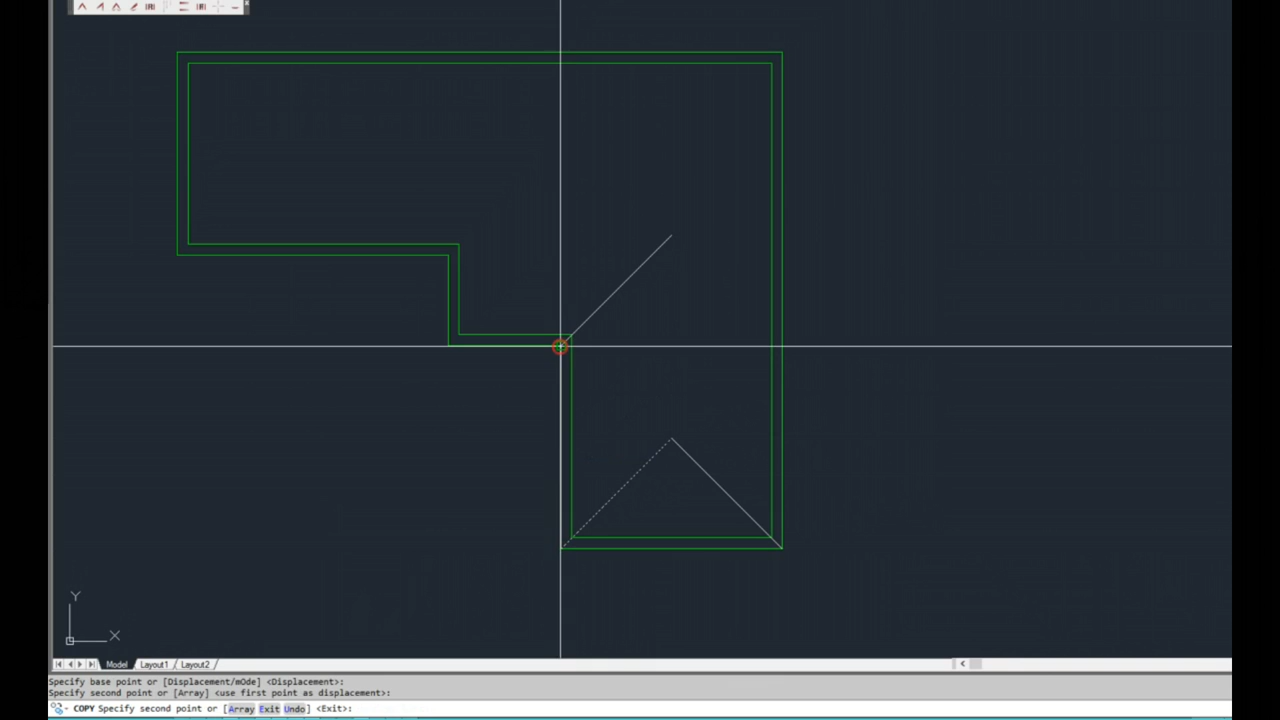 Y
X
Model Layout1 Layout2
Specify base point or [Displacement/mOde] <Displacement>:
Specify second point or [Array] <use first point as displacement>:
COPY Specify second point or [Array Exit Undo] <Exit>: